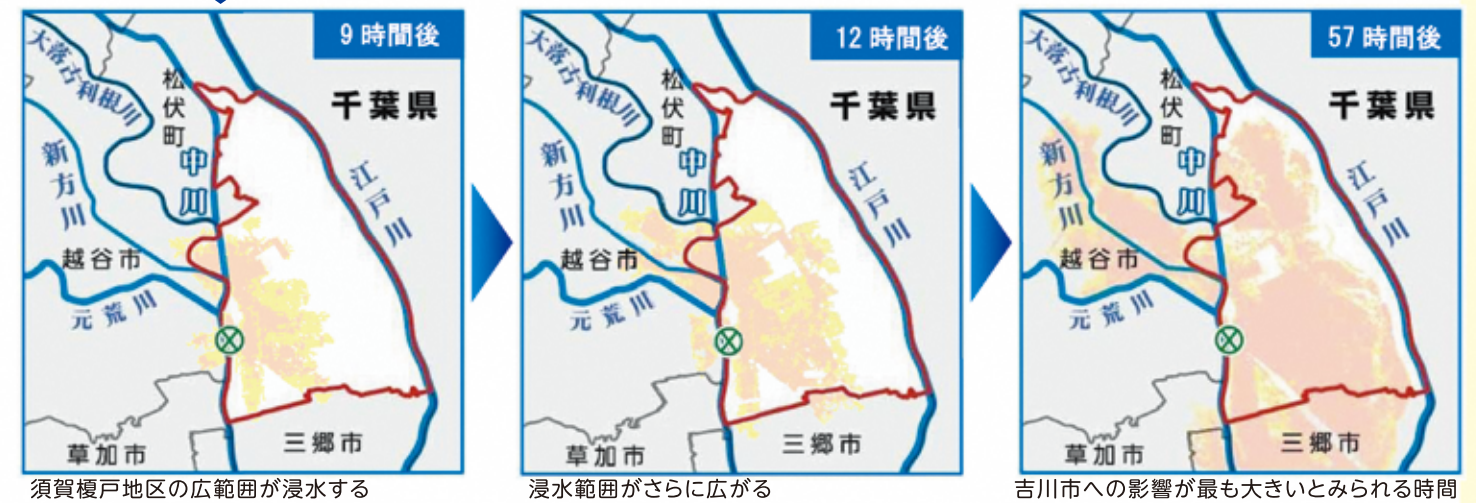 9時間後
大落古利根川
松伏町
千葉県
中川
新方川
江戸川
越谷市
元荒川
草加市
三郷市
須賀榎戸地区の広範囲が浸水する
12時間後
大落古利根川
松伏町
千葉県
中川
新方川
江戸川
越谷市
元荒川
草加市
三郷市
浸水範囲がさらに広がる
57時間後
大落古利根川
松伏町
千葉県
中川
新方川
江戸川
越谷市
元荒川
草加市
三郷市
吉川市への影響が最も大きいとみられる時間